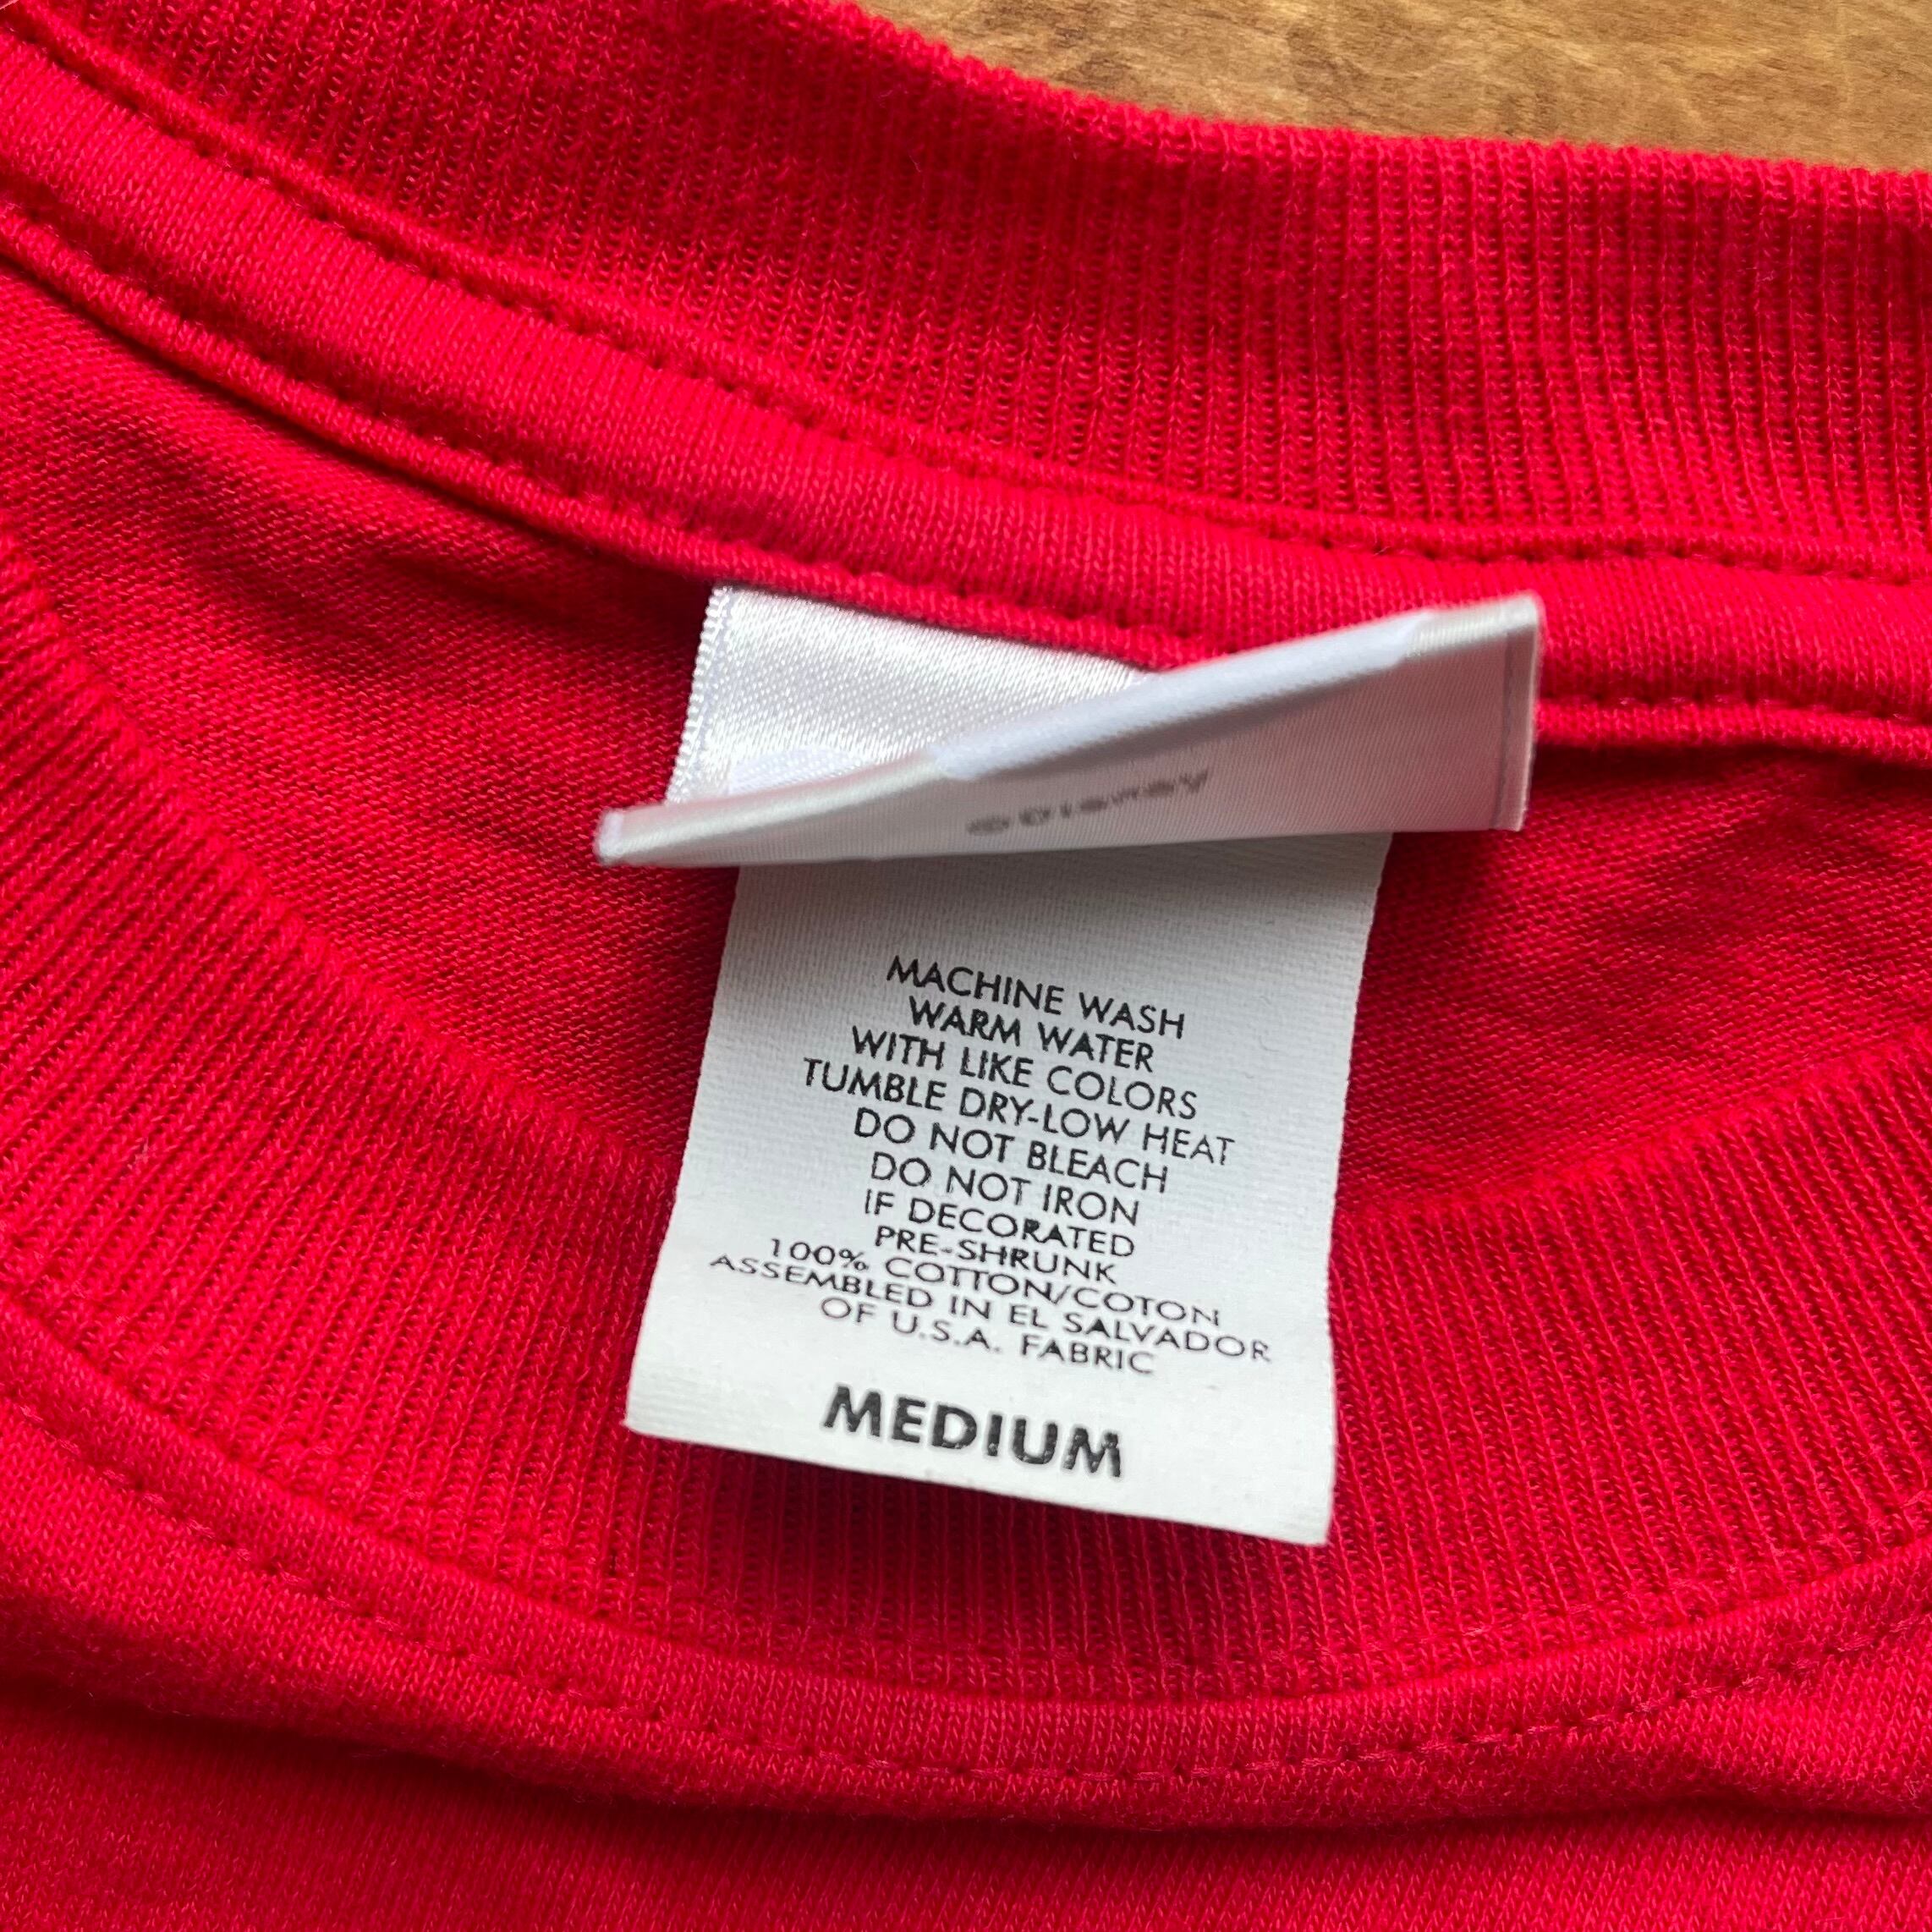 ©Disney
MACHINE WASH
WARM WATER
WITH LIKE COLORS
TUMBLE DRY-LOW HEAT
DO NOT BLEACH
DO NOT IRON
IF DECORATED
PRE-SHRUNK
100% COTTON/COTON
ASSEMBLED IN EL SALVADOR
OF U.S.A. FABRIC
MEDIUM